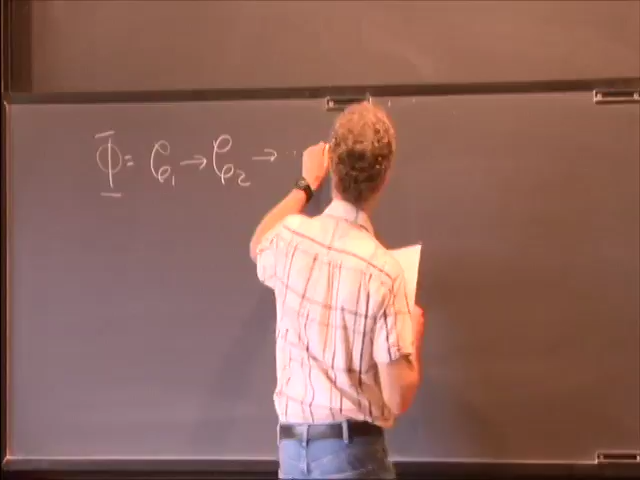 Φ = 𝒞₁ → 𝒞₂ → ··